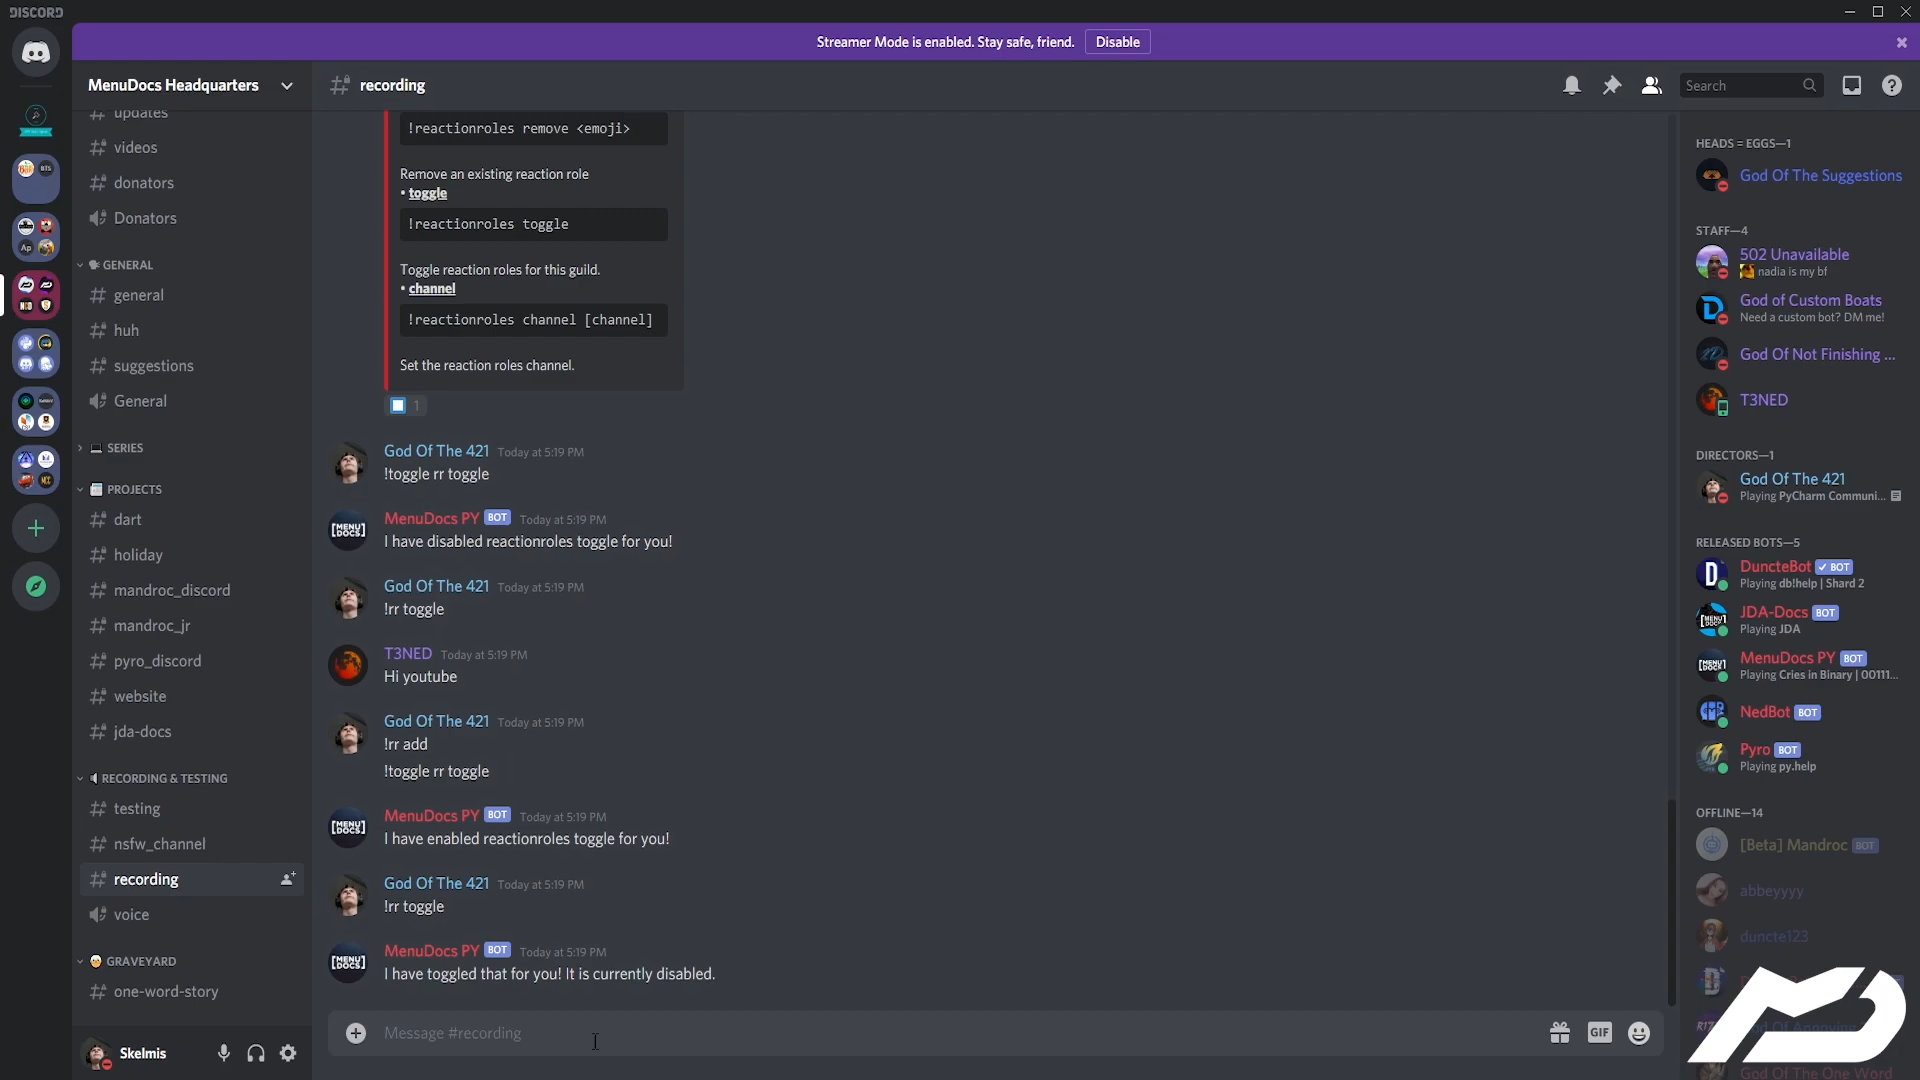 DISCORD
Streamer Mode is enabled. Stay safe, friend.
Disable
MenuDocs Headquarters
updates
videos
donators
Donators
GENERAL
general
huh
suggestions
General
SERIES
PROJECTS
dart
holiday
mandroc_discord
mandroc_jr
pyro_discord
website
jda-docs
RECORDING & TESTING
testing
nsfw_channel
recording
voice
GRAVEYARD
one-word-story
Skelmis
recording
Search
!reactionroles remove <emoji>
Remove an existing reaction role
• toggle
!reactionroles toggle
Toggle reaction roles for this guild.
• channel
!reactionroles channel [channel]
Set the reaction roles channel.
1
God Of The 421 Today at 5:19 PM
!toggle rr toggle
MenuDocs PY BOT Today at 5:19 PM
I have disabled reactionroles toggle for you!
God Of The 421 Today at 5:19 PM
!rr toggle
T3NED Today at 5:19 PM
Hi youtube
God Of The 421 Today at 5:19 PM
!rr add
!toggle rr toggle
MenuDocs PY BOT Today at 5:19 PM
I have enabled reactionroles toggle for you!
God Of The 421 Today at 5:19 PM
!rr toggle
MenuDocs PY BOT Today at 5:19 PM
I have toggled that for you! It is currently disabled.
Message #recording
GIF
HEADS = EGGS—1
God Of The Suggestions
STAFF—4
502 Unavailable
nadia is my bf
God of Custom Boats
Need a custom bot? DM me!
God Of Not Finishing ...
T3NED
DIRECTORS—1
God Of The 421
Playing PyCharm Communi...
RELEASED BOTS—5
DuncteBot BOT
Playing db!help | Shard 2
JDA-Docs BOT
Playing JDA
MenuDocs PY BOT
Playing Cries in Binary | 00111...
NedBot BOT
Pyro BOT
Playing py.help
OFFLINE—14
[Beta] Mandroc BOT
abbeyyyy
duncte123
God Of The One Word